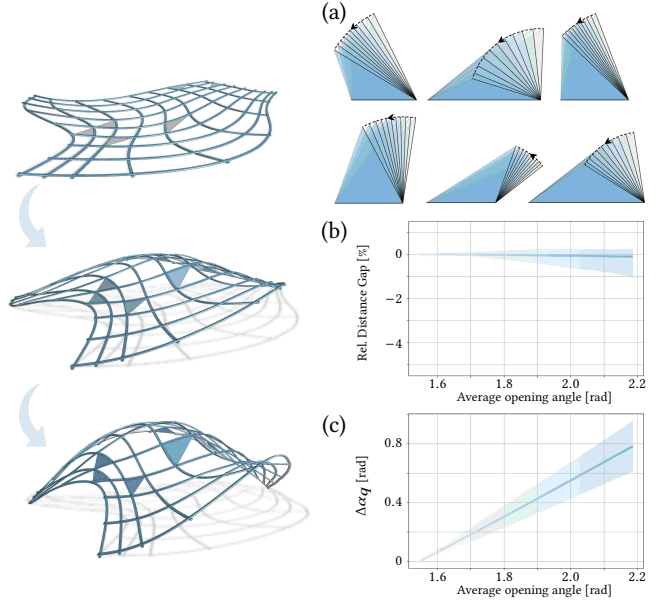 (a)
(b)
Rel. Distance Gap [%]
0
−2
−4
1.6 1.8 2.0 2.2
Average opening angle [rad]
(c)
Δα_q [rad]
0.8
0.4
0
1.6 1.8 2.0 2.2
Average opening angle [rad]